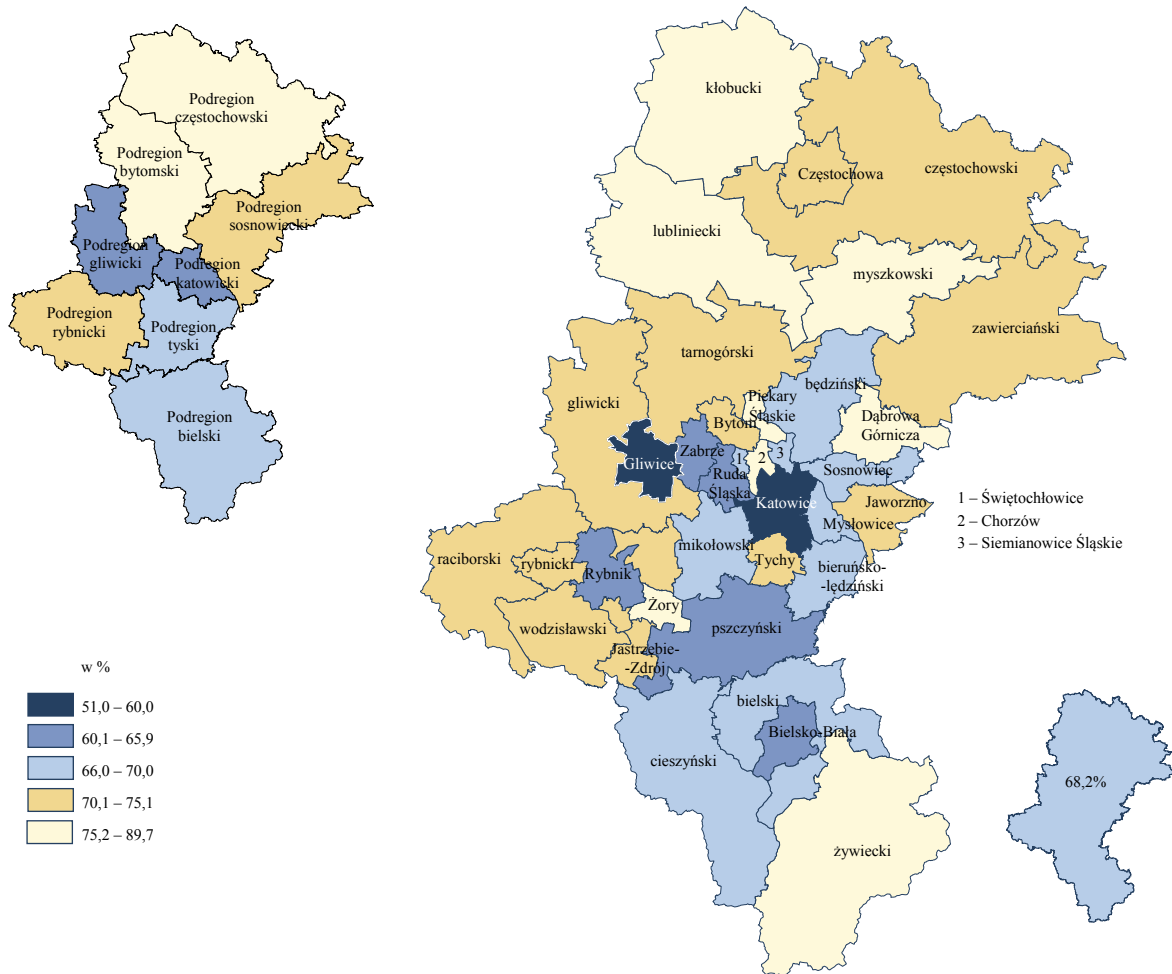 Podregion
częstochowski
Podregion
bytomski
Podregion
sosnowiecki
Podregion
gliwicki
Podregion
katowicki
Podregion
rybnicki
Podregion
tyski
Podregion
bielski
kłobucki
Częstochowa
częstochowski
lubliniecki
myszkowski
zawierciański
tarnogórski
będziński
gliwicki
Piekary
Śląskie
Bytom
Dąbrowa
Górnicza
Gliwice
Zabrze
1
2
3
Ruda
Śląska
Sosnowiec
Katowice
Jaworzno
Mysłowice
1 – Świętochłowice
2 – Chorzów
3 – Siemianowice Śląskie
raciborski
rybnicki
Rybnik
mikołowski
Tychy
bieruńsko-
-lędziński
Żory
wodzisławski
pszczyński
Jastrzębie-
-Zdrój
bielski
Bielsko-Biała
cieszyński
żywiecki
w %
51,0 – 60,0
60,1 – 65,9
66,0 – 70,0
70,1 – 75,1
75,2 – 89,7
68,2%